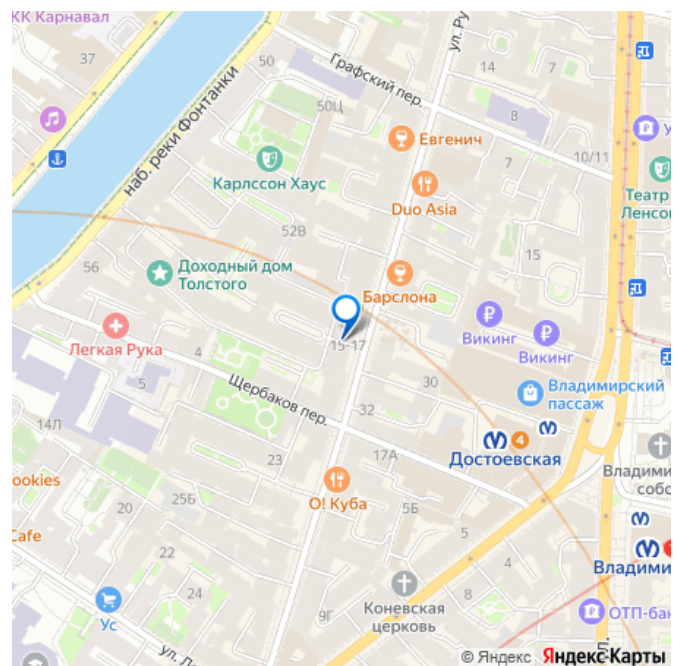 КК Карнавал
37
50
Графский пер.
ул. Ру
14
7
50Ц
8
У
Евгенич
наб. реки Фонтанки
7
10/11
Карлссон Хаус
Duo Asia
Театр
Ленсо
52В
15
56
Доходный дом
Толстого
Барслона
Викинг
Викинг
15-17
Легкая Рука
4
5
Щербаков пер.
30
Владимирский
пассаж
32
14Л
4
Достоевская
17А
Владими
собо
23
ookies
О! Куба
25Б
5Б
20
5
Cafe
4
22
Владими
24
Коневская
церковь
8
Ус
9Г
ОТП-бан
ул. Л
© Яндекс Яндекс Карты